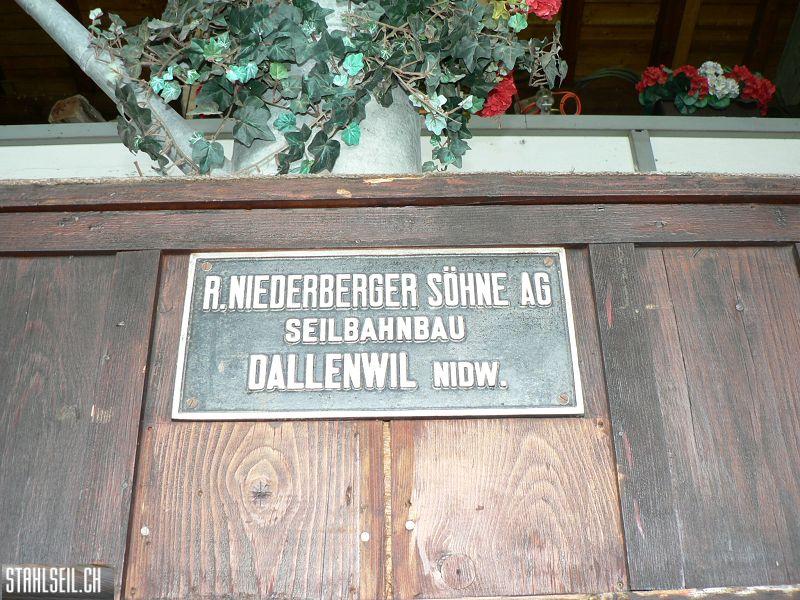 R. NIEDERBERGER SÖHNE AG
SEILBAHNBAU
DALLENWIL NIDW.
STAHLSEIL.CH